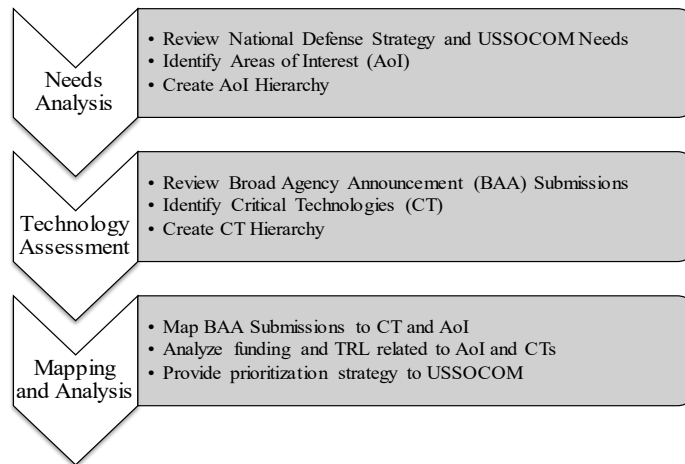 Needs
Analysis
• Review National Defense Strategy and USSOCOM Needs
• Identify Areas of Interest (AoI)
• Create AoI Hierarchy
Technology
Assessment
• Review Broad Agency Announcement (BAA) Submissions
• Identify Critical Technologies (CT)
• Create CT Hierarchy
Mapping
and Analysis
• Map BAA Submissions to CT and AoI
• Analyze funding and TRL related to AoI and CTs
• Provide prioritization strategy to USSOCOM